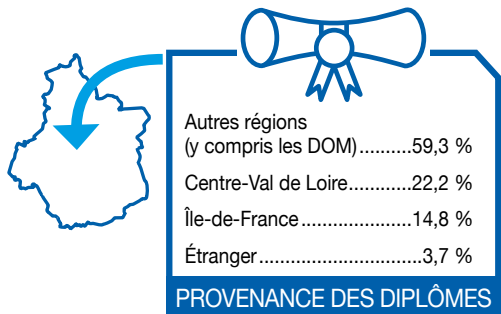 Autres régions
(y compris les DOM)..........59,3 %
Centre-Val de Loire............22,2 %
Île-de-France................14,8 %
Étranger..............................3,7 %
PROVENANCE DES DIPLÔMES